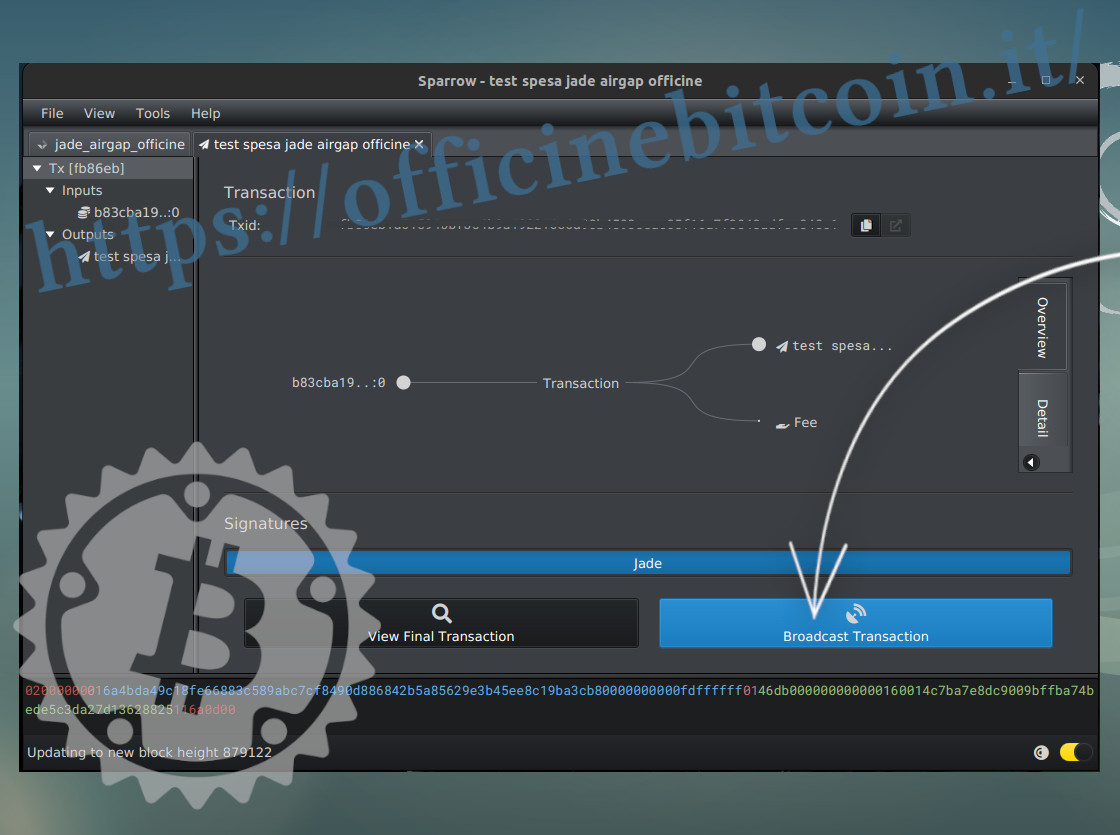 Sparrow - test spesa jade airgap officine
File View Tools Help
jade_airgap_officine test spesa jade airgap officine
https://officinebitcoin.it/
Tx [fb86eb]
Inputs
b83cba19..:0
Outputs
test spesa j...
Transaction
Txid:
Overview
Detail
b83cba19..:0
Transaction
test spesa...
Fee
Signatures
Jade
View Final Transaction
Broadcast Transaction
02000000016a4bda49c18fe66883c589abc7cf8490d886842b5a85629e3b45ee8c19ba3cb80000000000fdffffff0146db000000000000160014c7ba7e8dc9009bffba74b
ede5c3da27d13628825116a0d00
Updating to new block height 879122